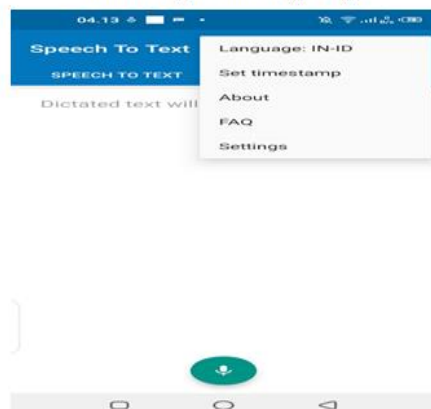 04.13
Speech To Text
SPEECH TO TEXT
Dictated text will
Language: IN-ID
Set timestamp
About
FAQ
Settings